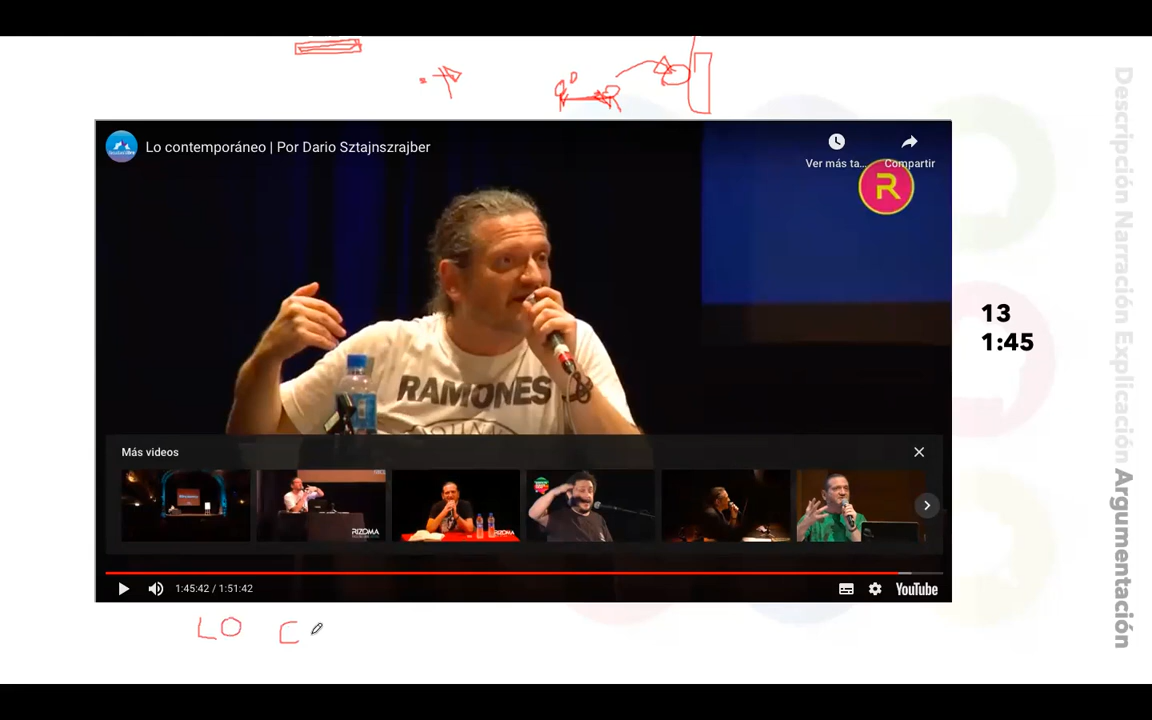 Lo contemporáneo | Por Dario Sztajnszrajber
Ver más ta...
Compartir
R
RAMONES
13
1:45
Descripción Narración Explicación Argumentación
Más videos
RIZOMA
RIZOMA
1:45:42 / 1:51:42
YouTube
LO C